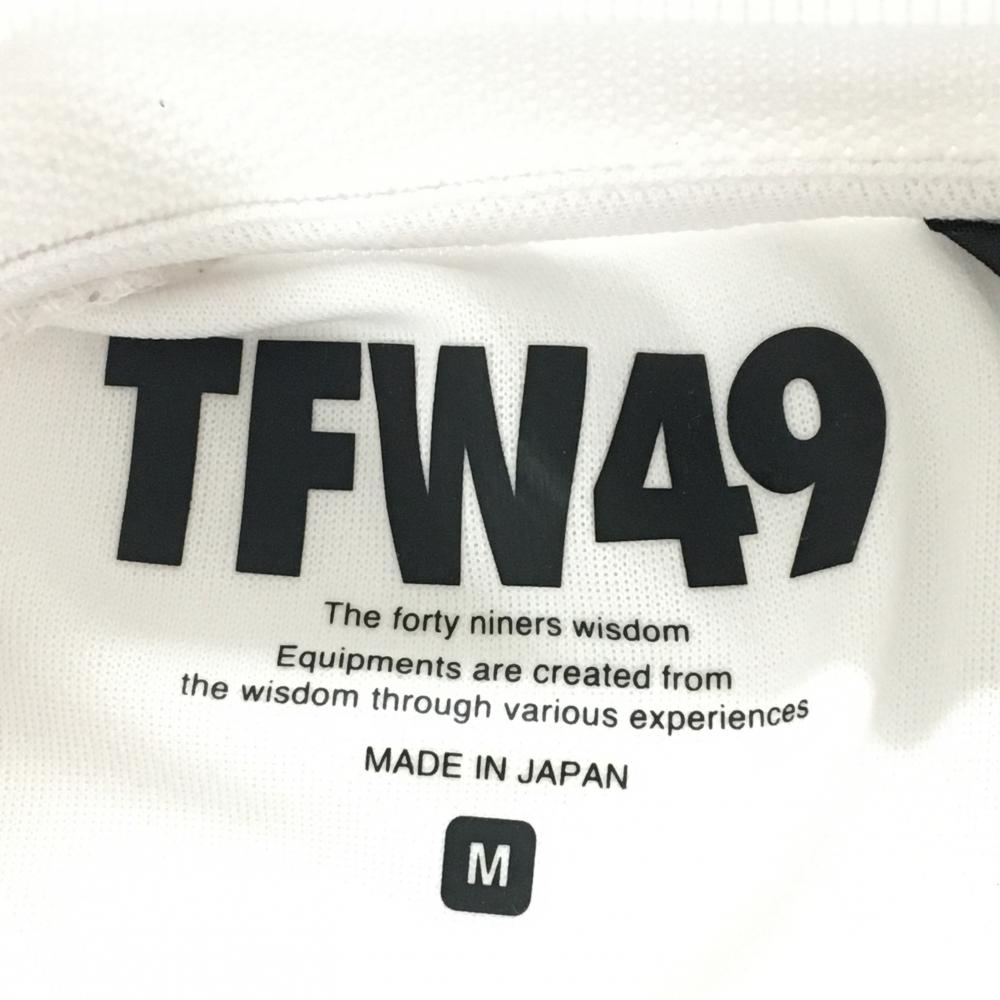 TFW49
The forty niners wisdom
Equipments are created from
the wisdom through various experiences
MADE IN JAPAN
M